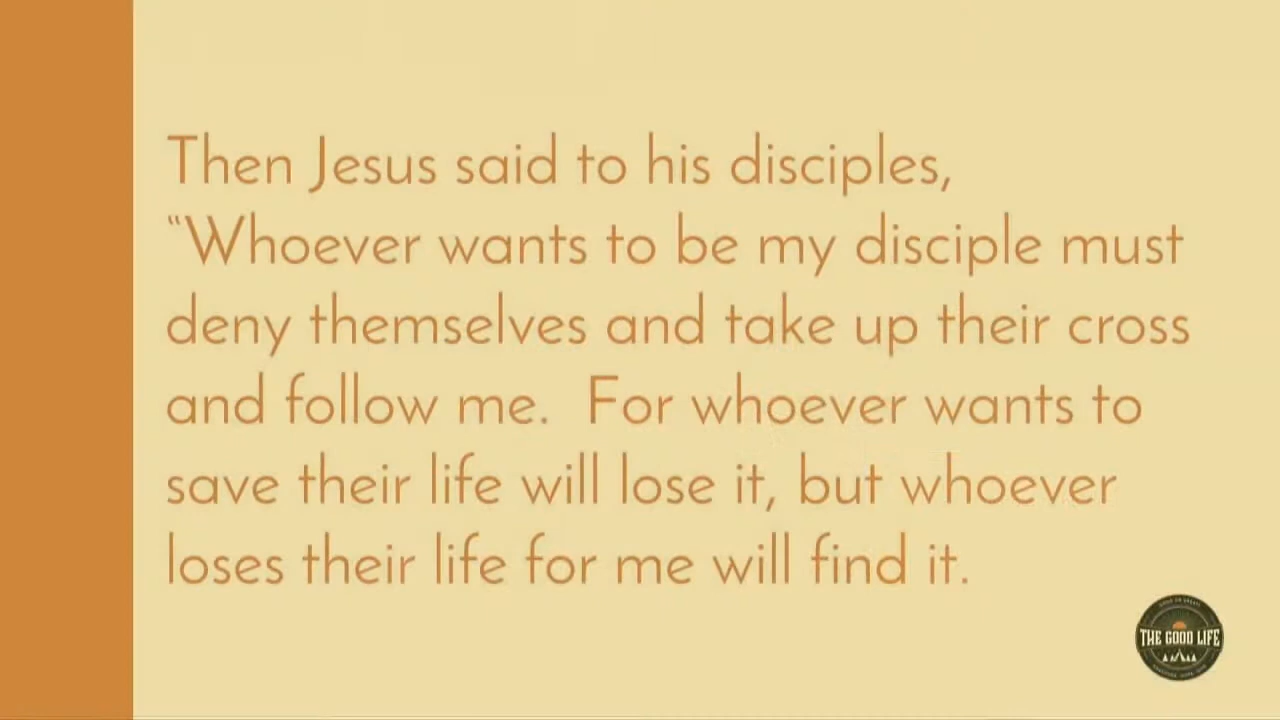 Then Jesus said to his disciples,
“Whoever wants to be my disciple must
deny themselves and take up their cross
and follow me.  For whoever wants to
save their life will lose it, but whoever
loses their life for me will find it.
THE GOOD LIFE